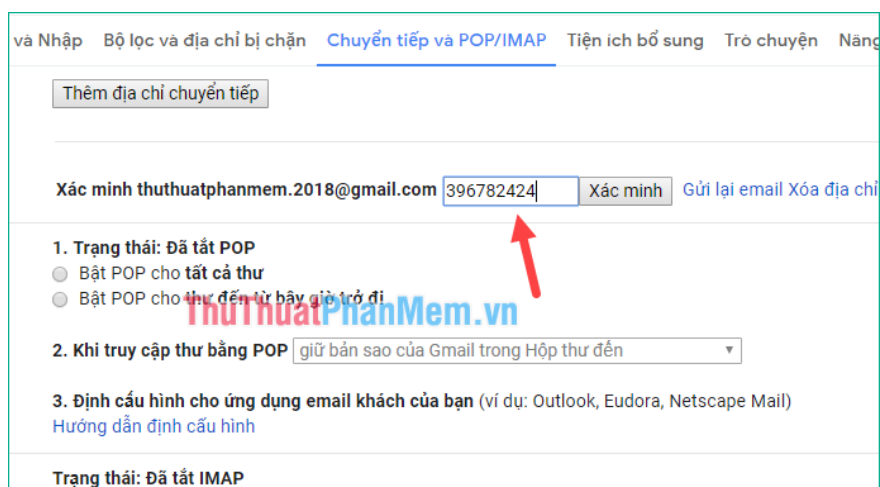 và Nhập Bộ lọc và địa chỉ bị chặn Chuyển tiếp và POP/IMAP Tiện ích bổ sung Trò chuyện Nâng
Thêm địa chỉ chuyển tiếp
Xác minh thuthuatphanmem.2018@gmail.com 396782424 Xác minh Gửi lại email Xóa địa chỉ
1. Trạng thái: Đã tắt POP
Bật POP cho tất cả thư
Bật POP cho thư đến từ bây giờ trở đi
ThuThuatPhanMem.vn
2. Khi truy cập thư bằng POP giữ bản sao của Gmail trong Hộp thư đến
3. Định cấu hình cho ứng dụng email khách của bạn (ví dụ: Outlook, Eudora, Netscape Mail)
Hướng dẫn định cấu hình
Trạng thái: Đã tắt IMAP